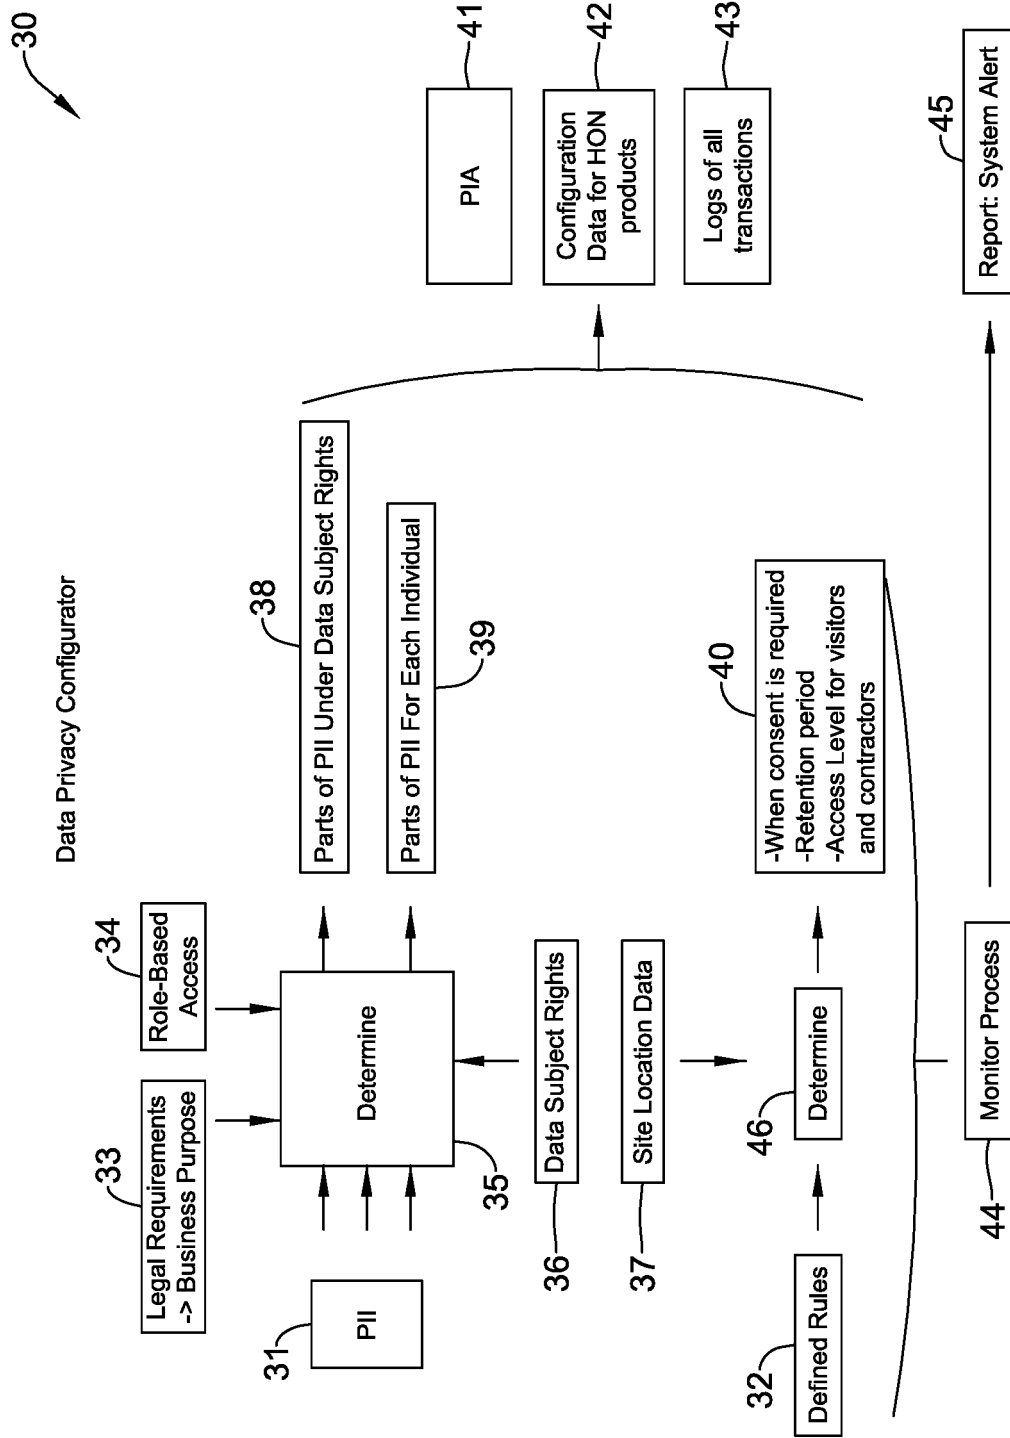 Data Privacy Configurator
30
33
Legal Requirements
-> Business Purpose
34
Role-Based
Access
31
PII
Determine
35
38
Parts of PII Under Data Subject Rights
Parts of PII For Each Individual
39
36
Data Subject Rights
37
Site Location Data
32
Defined Rules
46
Determine
40
-When consent is required
-Retention period
-Access Level for visitors
and contractors
PIA
41
Configuration
Data for HON
products
42
Logs of all
transactions
43
44
Monitor Process
45
Report: System Alert